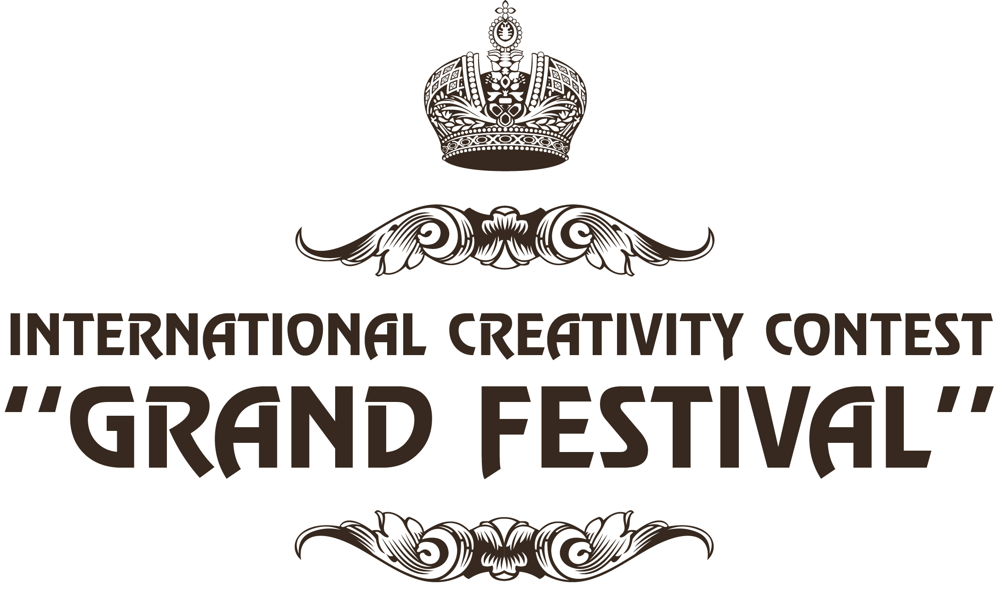 INTERNATIONAL CREATIVITY CONTEST
"GRAND FESTIVAL"